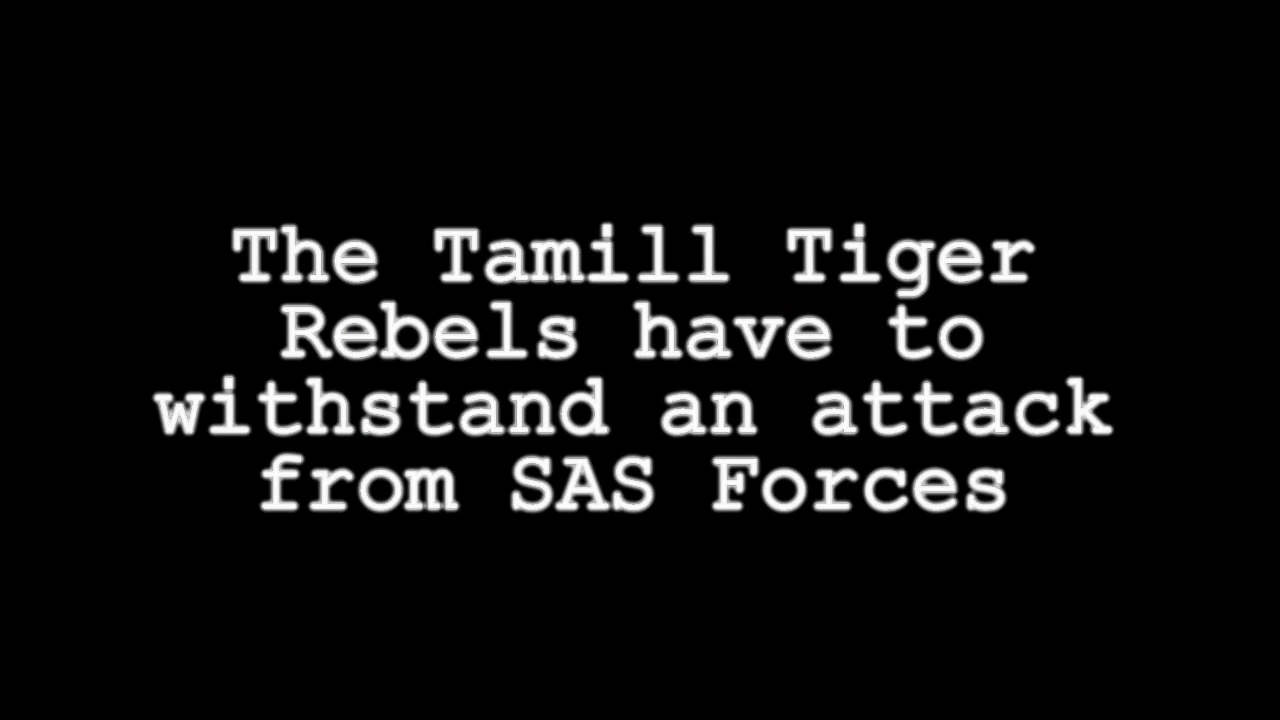 The Tamill Tiger
Rebels have to
withstand an attack
from SAS Forces